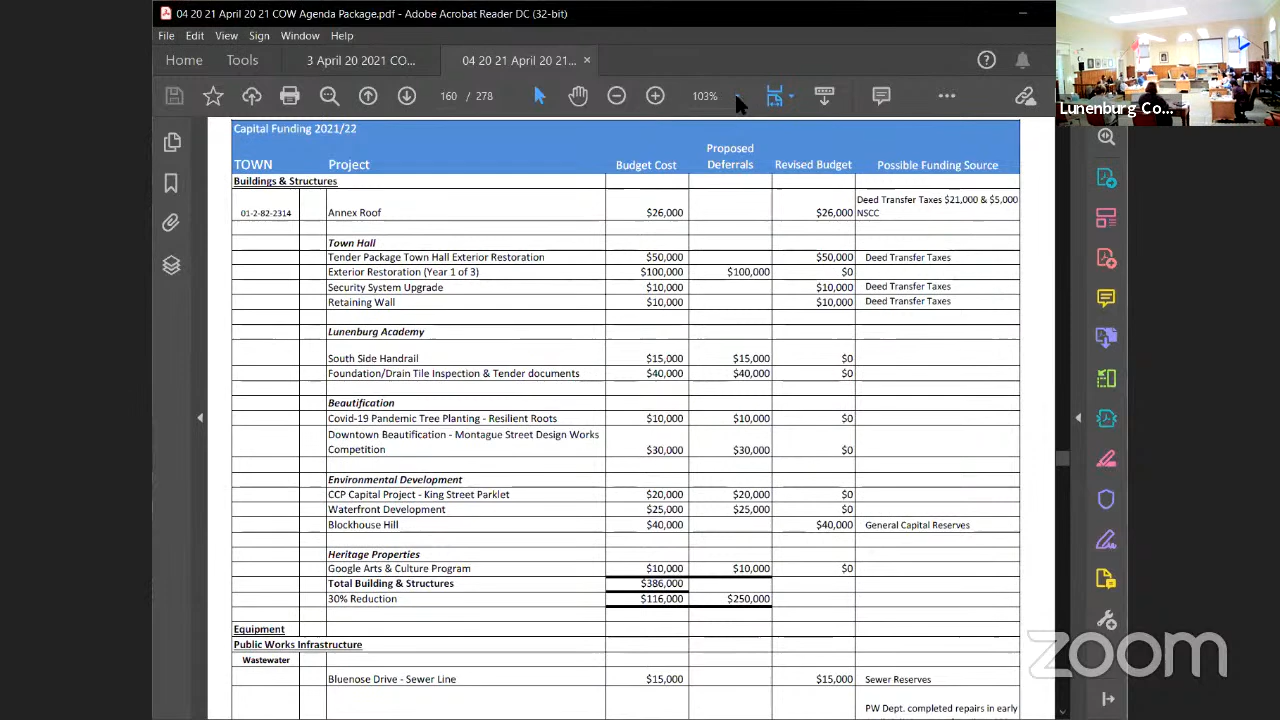 04 20 21 April 20 21 COW Agenda Package.pdf - Adobe Acrobat Reader DC (32-bit)
File Edit View Sign Window Help
Home Tools 3 April 20 2021 CO... 04 20 21 April 20 21... ×
160 / 278 103%
Lunenburg Co...
Capital Funding 2021/22
TOWN Project Budget Cost Proposed Deferrals Revised Budget Possible Funding Source
Buildings & Structures
01-2-82-2314 Annex Roof $26,000 $26,000 Deed Transfer Taxes $21,000 & $5,000 NSCC
Town Hall
Tender Package Town Hall Exterior Restoration $50,000 $50,000 Deed Transfer Taxes
Exterior Restoration (Year 1 of 3) $100,000 $100,000 $0
Security System Upgrade $10,000 $10,000 Deed Transfer Taxes
Retaining Wall $10,000 $10,000 Deed Transfer Taxes
Lunenburg Academy
South Side Handrail $15,000 $15,000 $0
Foundation/Drain Tile Inspection & Tender documents $40,000 $40,000 $0
Beautification
Covid-19 Pandemic Tree Planting - Resilient Roots $10,000 $10,000 $0
Downtown Beautification - Montague Street Design Works
Competition $30,000 $30,000 $0
Environmental Development
CCP Capital Project - King Street Parklet $20,000 $20,000 $0
Waterfront Development $25,000 $25,000 $0
Blockhouse Hill $40,000 $40,000 General Capital Reserves
Heritage Properties
Google Arts & Culture Program $10,000 $10,000 $0
Total Building & Structures $386,000
30% Reduction $116,000 $250,000
Equipment
Public Works Infrastructure
Wastewater
Bluenose Drive - Sewer Line $15,000 $15,000 Sewer Reserves
PW Dept. completed repairs in early
zoom